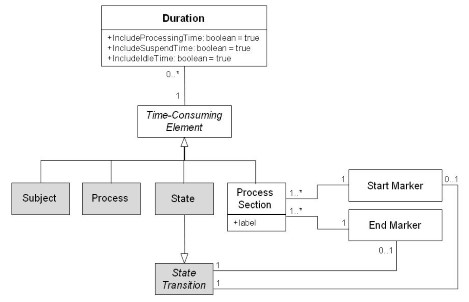 Duration
+IncludeProcessingTime: boolean = true
+IncludeSuspendTime: boolean = true
+IncludeIdleTime: boolean = true
0..*
1
Time-Consuming
Element
Subject
Process
State
Process
Section
+label
1..*
1
Start Marker
0..1
1..*
1
End Marker
0..1
State
Transition
1
1